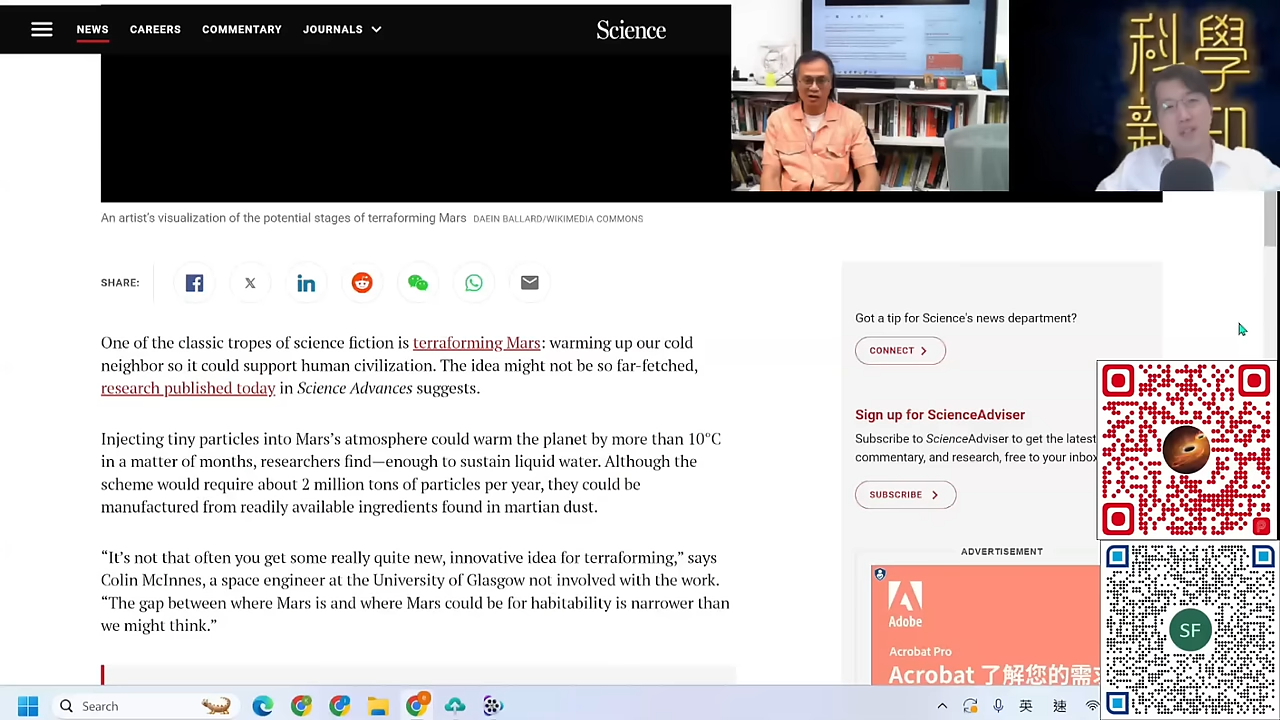 NEWS
CAREERS
COMMENTARY
JOURNALS
Science
科學
新知
An artist's visualization of the potential stages of terraforming Mars DAEIN BALLARD/WIKIMEDIA COMMONS
SHARE:
Got a tip for Science's news department?
CONNECT
One of the classic tropes of science fiction is terraforming Mars: warming up our cold
neighbor so it could support human civilization. The idea might not be so far-fetched,
research published today in Science Advances suggests.
Sign up for ScienceAdviser
Subscribe to ScienceAdviser to get the latest
commentary, and research, free to your inbox
SUBSCRIBE
Injecting tiny particles into Mars's atmosphere could warm the planet by more than 10°C
in a matter of months, researchers find—enough to sustain liquid water. Although the
scheme would require about 2 million tons of particles per year, they could be
manufactured from readily available ingredients found in martian dust.
ADVERTISEMENT
“It's not that often you get some really quite new, innovative idea for terraforming,” says
Colin McInnes, a space engineer at the University of Glasgow not involved with the work.
“The gap between where Mars is and where Mars could be for habitability is narrower than
we might think.”
Adobe
Acrobat Pro
Acrobat 了解您的需求
SF
Search
英
速